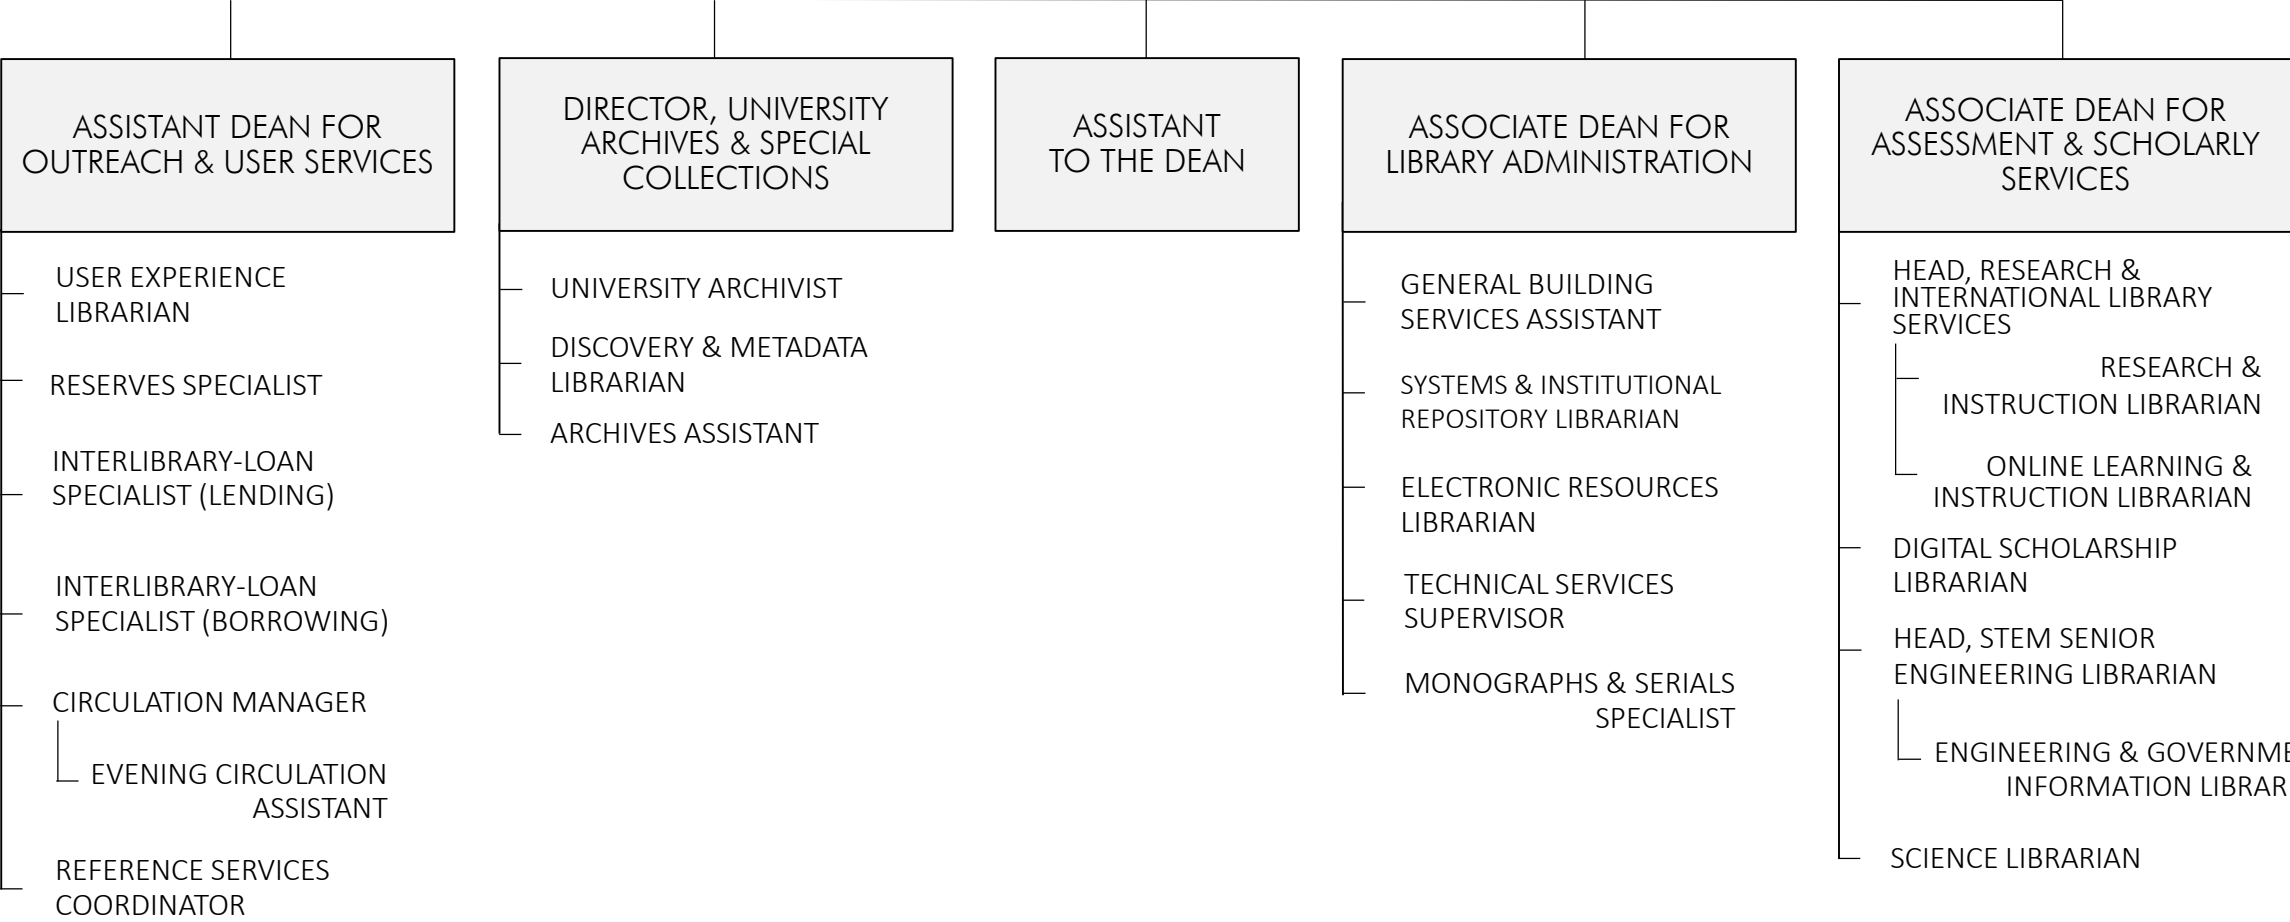 ASSISTANT DEAN FOR
OUTREACH & USER SERVICES
USER EXPERIENCE
LIBRARIAN
RESERVES SPECIALIST
INTERLIBRARY-LOAN
SPECIALIST (LENDING)
INTERLIBRARY-LOAN
SPECIALIST (BORROWING)
CIRCULATION MANAGER
EVENING CIRCULATION
ASSISTANT
REFERENCE SERVICES
COORDINATOR
DIRECTOR, UNIVERSITY
ARCHIVES & SPECIAL
COLLECTIONS
UNIVERSITY ARCHIVIST
DISCOVERY & METADATA
LIBRARIAN
ARCHIVES ASSISTANT
ASSISTANT
TO THE DEAN
ASSOCIATE DEAN FOR
LIBRARY ADMINISTRATION
GENERAL BUILDING
SERVICES ASSISTANT
SYSTEMS & INSTITUTIONAL
REPOSITORY LIBRARIAN
ELECTRONIC RESOURCES
LIBRARIAN
TECHNICAL SERVICES
SUPERVISOR
MONOGRAPHS & SERIALS
SPECIALIST
ASSOCIATE DEAN FOR
ASSESSMENT & SCHOLARLY
SERVICES
HEAD, RESEARCH &
INTERNATIONAL LIBRARY
SERVICES
RESEARCH &
INSTRUCTION LIBRARIAN
ONLINE LEARNING &
INSTRUCTION LIBRARIAN
DIGITAL SCHOLARSHIP
LIBRARIAN
HEAD, STEM SENIOR
ENGINEERING LIBRARIAN
ENGINEERING &
INFORMATION
SCIENCE LIBRARIAN